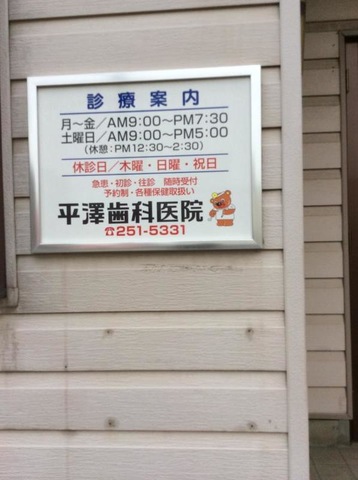 診療案内
月〜金／AM9:00〜PM7:30
土曜日／AM9:00〜PM5:00
（休憩：PM12:30〜2:30）
休診日／木曜・日曜・祝日
急患・初診・往診　随時受付
予約制・各種保健取扱い
平澤歯科医院
☎251-5331